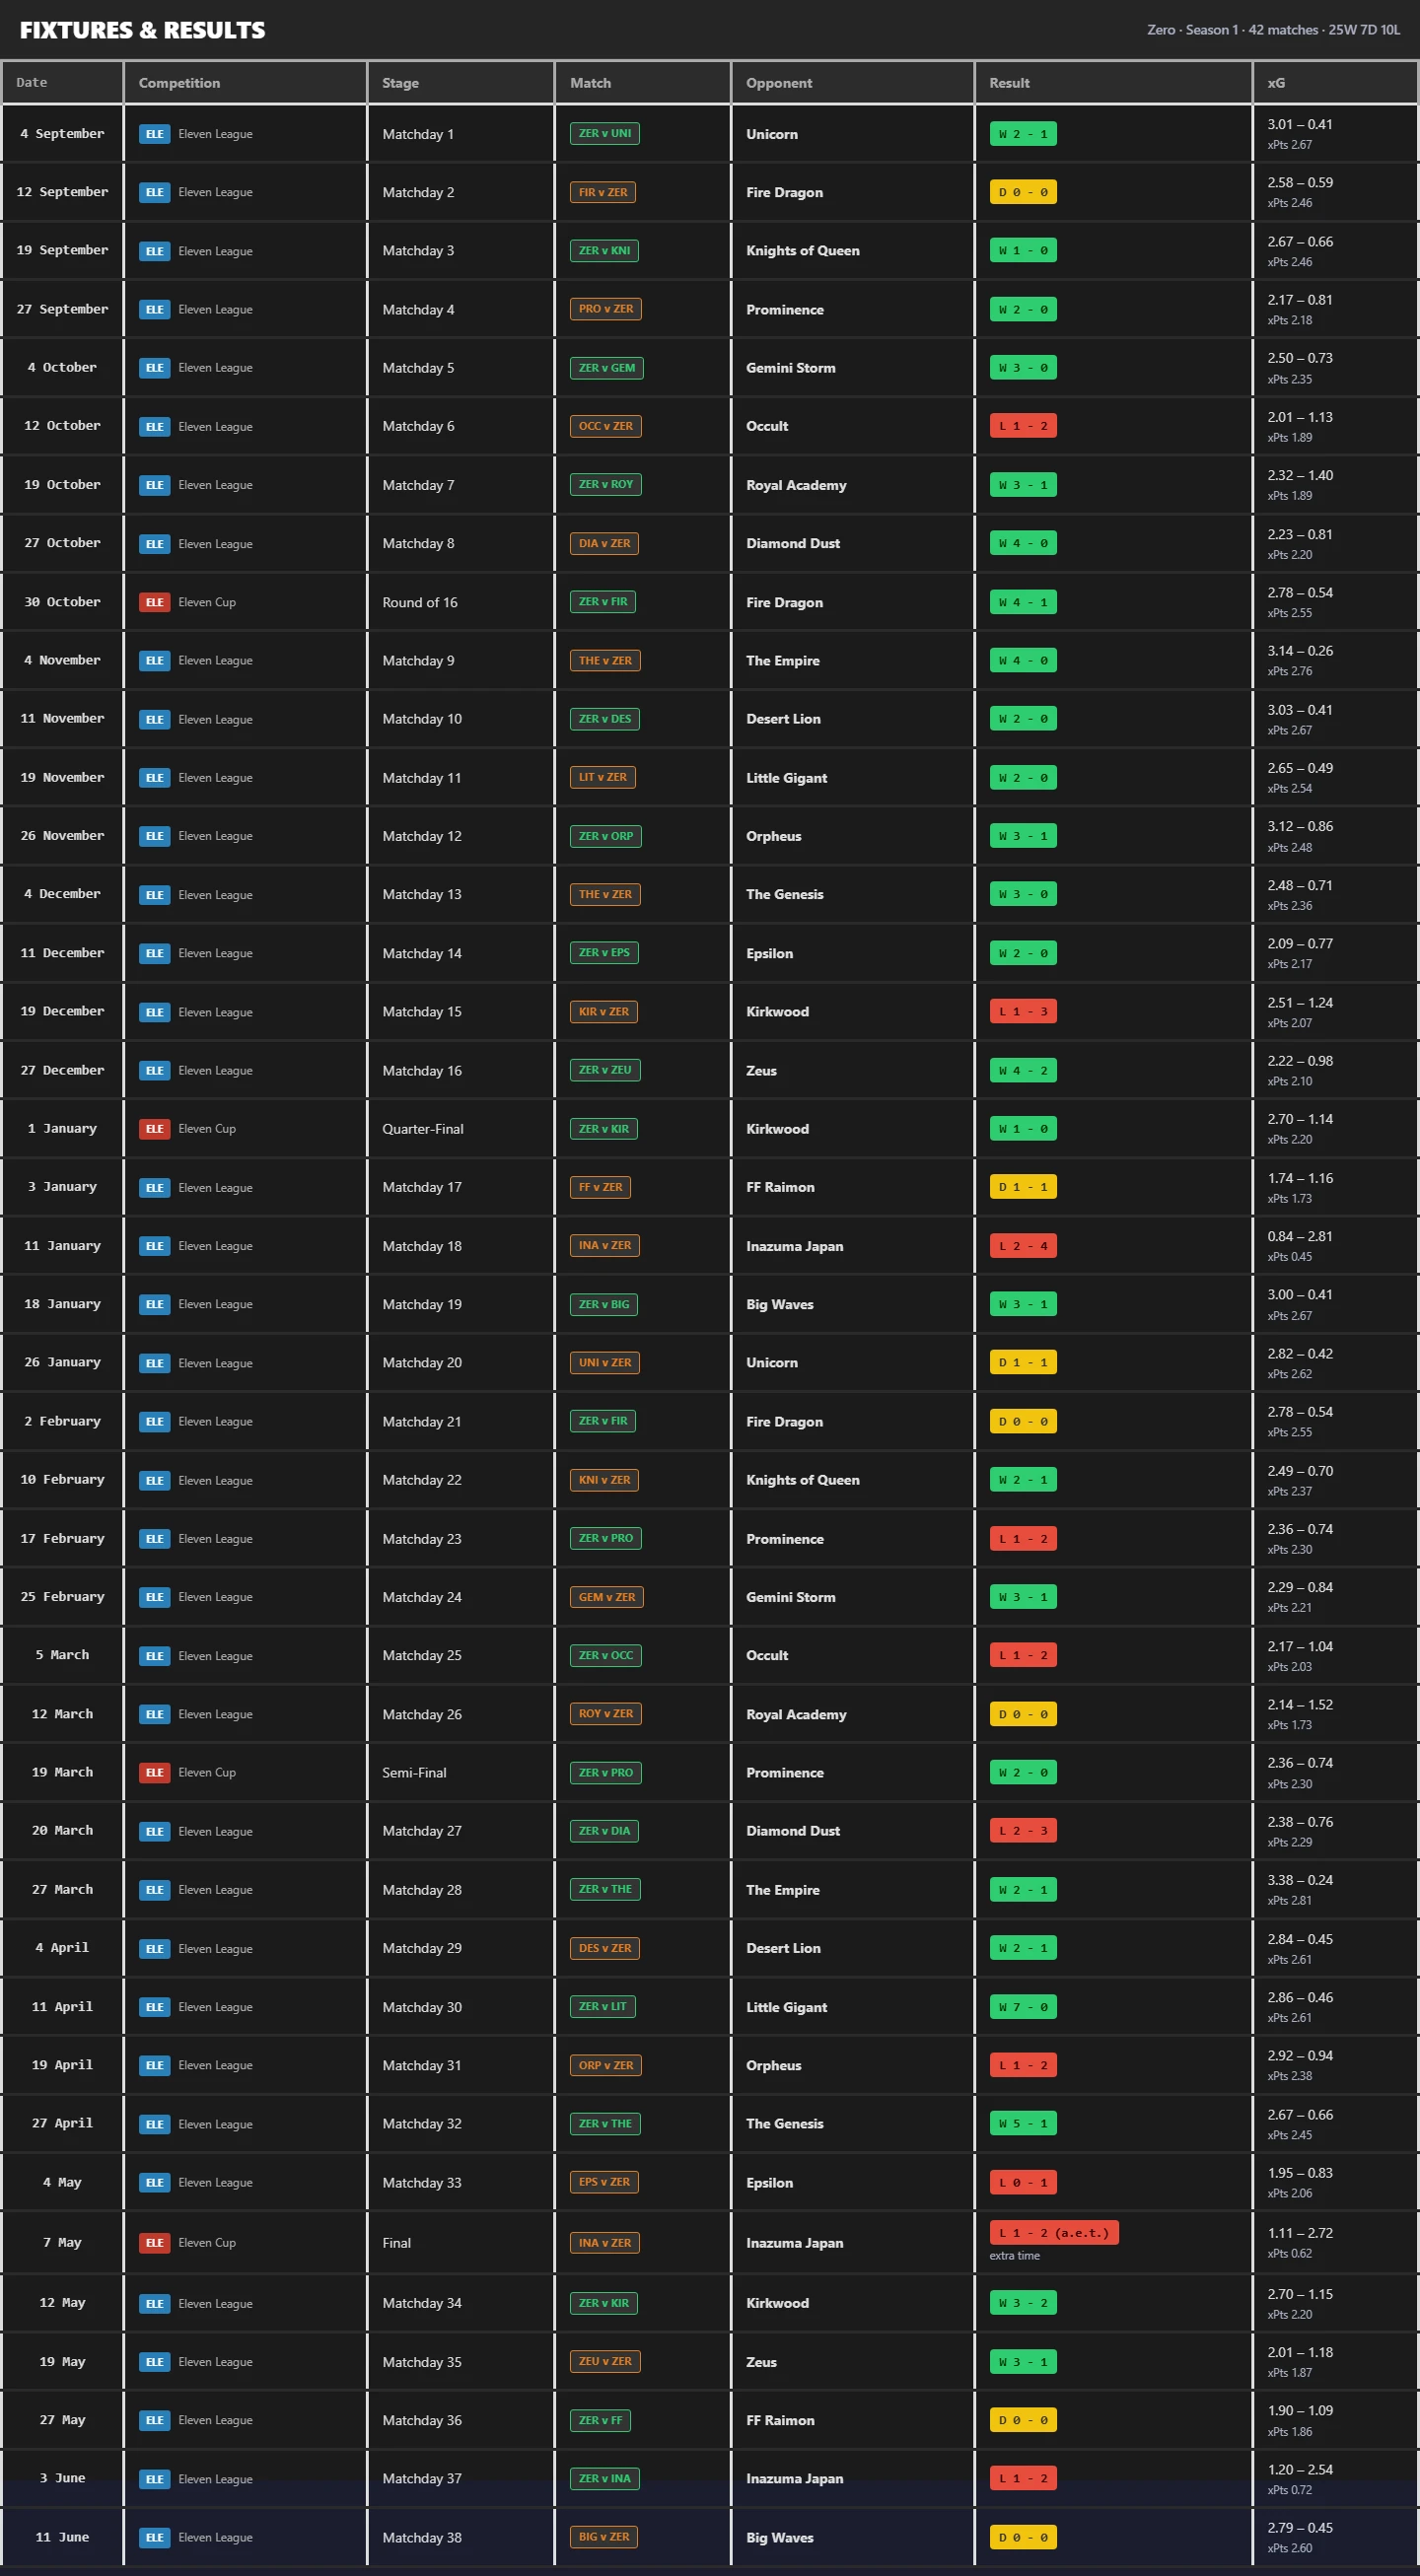 FIXTURES & RESULTS
Zero · Season 1 · 42 matches · 25W 7D 10L
Date Competition Stage Match Opponent Result xG
4 September ELE Eleven League Matchday 1 ZER v UNI Unicorn W 2 - 1 3.01 – 0.41
xPts 2.67
12 September ELE Eleven League Matchday 2 FIR v ZER Fire Dragon D 0 - 0 2.58 – 0.59
xPts 2.46
19 September ELE Eleven League Matchday 3 ZER v KNI Knights of Queen W 1 - 0 2.67 – 0.66
xPts 2.46
27 September ELE Eleven League Matchday 4 PRO v ZER Prominence W 2 - 0 2.17 – 0.81
xPts 2.18
4 October ELE Eleven League Matchday 5 ZER v GEM Gemini Storm W 3 - 0 2.50 – 0.73
xPts 2.35
12 October ELE Eleven League Matchday 6 OCC v ZER Occult L 1 - 2 2.01 – 1.13
xPts 1.89
19 October ELE Eleven League Matchday 7 ZER v ROY Royal Academy W 3 - 1 2.32 – 1.40
xPts 1.89
27 October ELE Eleven League Matchday 8 DIA v ZER Diamond Dust W 4 - 0 2.23 – 0.81
xPts 2.20
30 October ELE Eleven Cup Round of 16 ZER v FIR Fire Dragon W 4 - 1 2.78 – 0.54
xPts 2.55
4 November ELE Eleven League Matchday 9 THE v ZER The Empire W 4 - 0 3.14 – 0.26
xPts 2.76
11 November ELE Eleven League Matchday 10 ZER v DES Desert Lion W 2 - 0 3.03 – 0.41
xPts 2.67
19 November ELE Eleven League Matchday 11 LIT v ZER Little Gigant W 2 - 0 2.65 – 0.49
xPts 2.54
26 November ELE Eleven League Matchday 12 ZER v ORP Orpheus W 3 - 1 3.12 – 0.86
xPts 2.48
4 December ELE Eleven League Matchday 13 THE v ZER The Genesis W 3 - 0 2.48 – 0.71
xPts 2.36
11 December ELE Eleven League Matchday 14 ZER v EPS Epsilon W 2 - 0 2.09 – 0.77
xPts 2.17
19 December ELE Eleven League Matchday 15 KIR v ZER Kirkwood L 1 - 3 2.51 – 1.24
xPts 2.07
27 December ELE Eleven League Matchday 16 ZER v ZEU Zeus W 4 - 2 2.22 – 0.98
xPts 2.10
1 January ELE Eleven Cup Quarter-Final ZER v KIR Kirkwood W 1 - 0 2.70 – 1.14
xPts 2.20
3 January ELE Eleven League Matchday 17 FF v ZER FF Raimon D 1 - 1 1.74 – 1.16
xPts 1.73
11 January ELE Eleven League Matchday 18 INA v ZER Inazuma Japan L 2 - 4 0.84 – 2.81
xPts 0.45
18 January ELE Eleven League Matchday 19 ZER v BIG Big Waves W 3 - 1 3.00 – 0.41
xPts 2.67
26 January ELE Eleven League Matchday 20 UNI v ZER Unicorn D 1 - 1 2.82 – 0.42
xPts 2.62
2 February ELE Eleven League Matchday 21 ZER v FIR Fire Dragon D 0 - 0 2.78 – 0.54
xPts 2.55
10 February ELE Eleven League Matchday 22 KNI v ZER Knights of Queen W 2 - 1 2.49 – 0.70
xPts 2.37
17 February ELE Eleven League Matchday 23 ZER v PRO Prominence L 1 - 2 2.36 – 0.74
xPts 2.30
25 February ELE Eleven League Matchday 24 GEM v ZER Gemini Storm W 3 - 1 2.29 – 0.84
xPts 2.21
5 March ELE Eleven League Matchday 25 ZER v OCC Occult L 1 - 2 2.17 – 1.04
xPts 2.03
12 March ELE Eleven League Matchday 26 ROY v ZER Royal Academy D 0 - 0 2.14 – 1.52
xPts 1.73
19 March ELE Eleven Cup Semi-Final ZER v PRO Prominence W 2 - 0 2.36 – 0.74
xPts 2.30
20 March ELE Eleven League Matchday 27 ZER v DIA Diamond Dust L 2 - 3 2.38 – 0.76
xPts 2.29
27 March ELE Eleven League Matchday 28 ZER v THE The Empire W 2 - 1 3.38 – 0.24
xPts 2.81
4 April ELE Eleven League Matchday 29 DES v ZER Desert Lion W 2 - 1 2.84 – 0.45
xPts 2.61
11 April ELE Eleven League Matchday 30 ZER v LIT Little Gigant W 7 - 0 2.86 – 0.46
xPts 2.61
19 April ELE Eleven League Matchday 31 ORP v ZER Orpheus L 1 - 2 2.92 – 0.94
xPts 2.38
27 April ELE Eleven League Matchday 32 ZER v THE The Genesis W 5 - 1 2.67 – 0.66
xPts 2.45
4 May ELE Eleven League Matchday 33 EPS v ZER Epsilon L 0 - 1 1.95 – 0.83
xPts 2.06
7 May ELE Eleven Cup Final INA v ZER Inazuma Japan L 1 - 2 (a.e.t.) 1.11 – 2.72
extra time xPts 0.62
12 May ELE Eleven League Matchday 34 ZER v KIR Kirkwood W 3 - 2 2.70 – 1.15
xPts 2.20
19 May ELE Eleven League Matchday 35 ZEU v ZER Zeus W 3 - 1 2.01 – 1.18
xPts 1.87
27 May ELE Eleven League Matchday 36 ZER v FF FF Raimon D 0 - 0 1.90 – 1.09
xPts 1.86
3 June ELE Eleven League Matchday 37 ZER v INA Inazuma Japan L 1 - 2 1.20 – 2.54
xPts 0.72
11 June ELE Eleven League Matchday 38 BIG v ZER Big Waves D 0 - 0 2.79 – 0.45
xPts 2.60